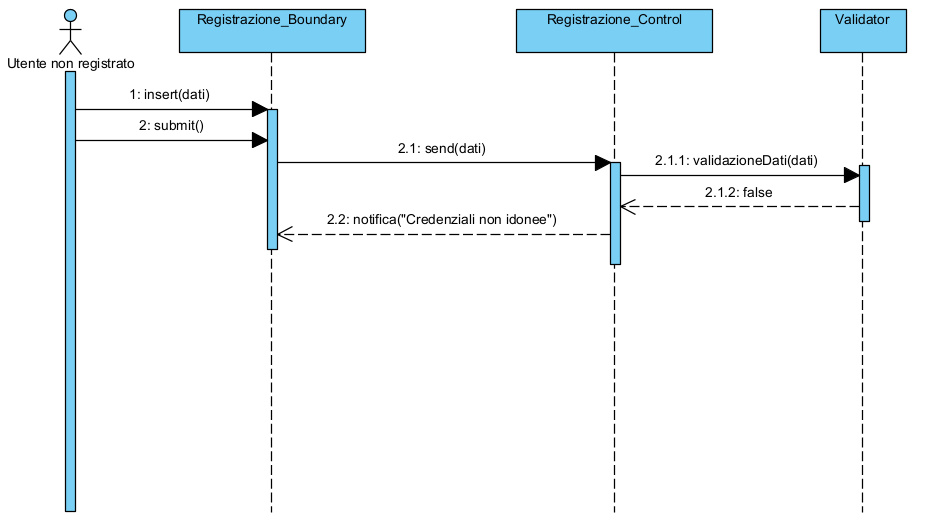 Registrazione_Boundary
Registrazione_Control
Validator
Utente non registrato
1: insert(dati)
2: submit()
2.1: send(dati)
2.1.1: validazioneDati(dati)
2.1.2: false
2.2: notifica("Credenziali non idonee")